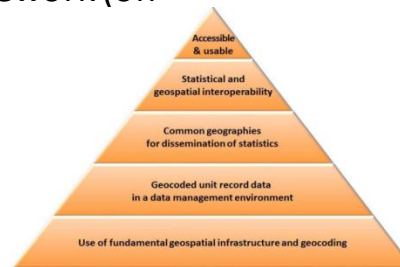 Accessible
& usable
Statistical and
geospatial interoperability
Common geographies
for dissemination of statistics
Geocoded unit record data
in a data management environment
Use of fundamental geospatial infrastructure and geocoding